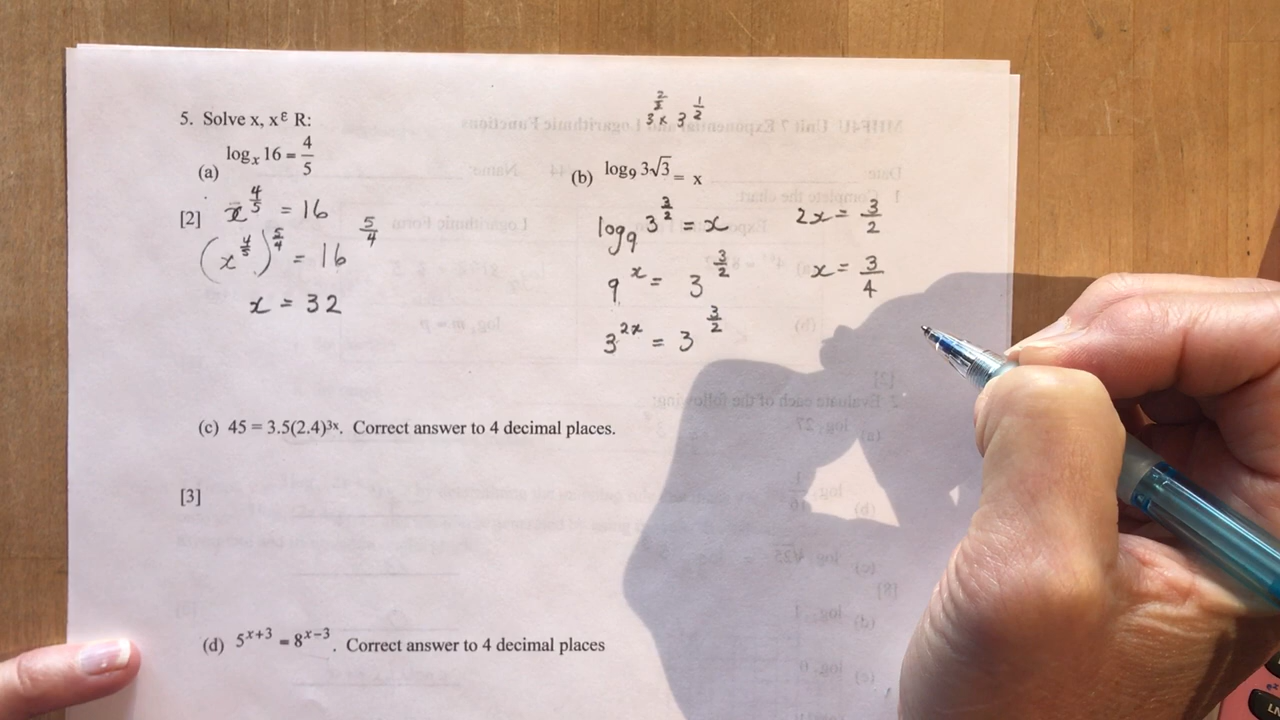 5. Solve x, x ε R:
(a) log_x 16 = 4/5
[2] x^(4/5) = 16
(x^(4/5))^(5/4) = 16^(5/4)
x = 32
3^(2/2) x 3^(1/2)
(b) log_9 3√3 = x
log_9 3^(3/2) = x
9^x = 3^(3/2)
3^(2x) = 3^(3/2)
2x = 3/2
x = 3/4
(c) 45 = 3.5(2.4)^(3x). Correct answer to 4 decimal places.
[3]
(d) 5^(x+3) = 8^(x−3). Correct answer to 4 decimal places
LN